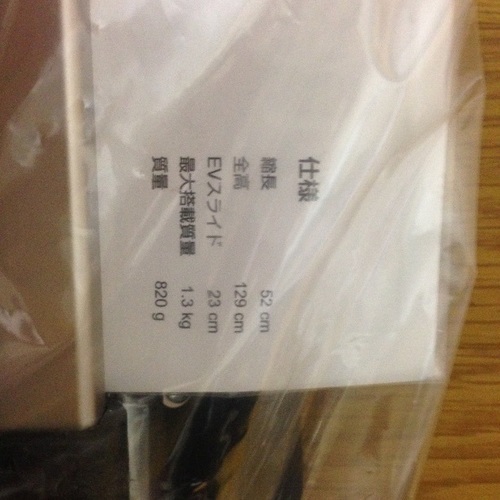 仕様
縮長 52 cm
全高 129 cm
EVスライド 23 cm
最大搭載質量 1.3 kg
質量 820 g